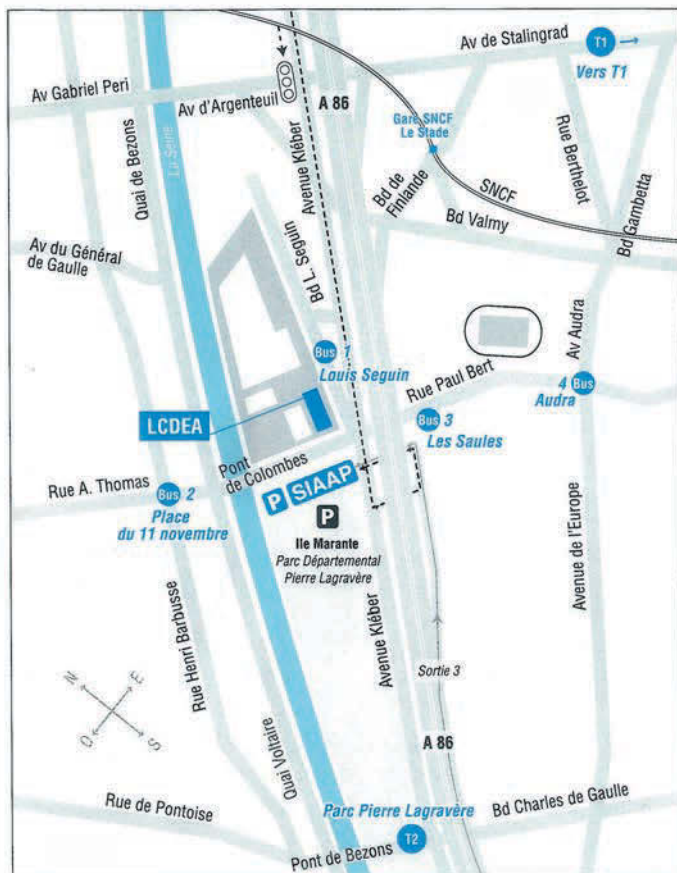 Av de Stalingrad
T1
Vers T1
Av Gabriel Peri
Av d'Argenteuil
A 86
Gare SNCF
Le Stade
Quai de Bezons
La Seine
Avenue Kléber
Bd de
Finlande
SNCF
Rue Berthelot
Bd Gambetta
Bd Valmy
Av du Général
de Gaulle
Bd L. Seguin
Bus 1
Louis Seguin
Rue Paul Bert
Av Audra
4 Bus
Audra
LCDEA
Bus 3
Les Saules
Pont
de Colombes
Rue A. Thomas
Bus 2
Place
du 11 novembre
P SIAAP
P
Ile Marante
Parc Départemental
Pierre Lagravère
Avenue de l'Europe
Rue Henri Barbusse
Avenue Kléber
Sortie 3
N
E
O
S
Quai Voltaire
A 86
Rue de Pontoise
Parc Pierre Lagravère
T2
Bd Charles de Gaulle
Pont de Bezons